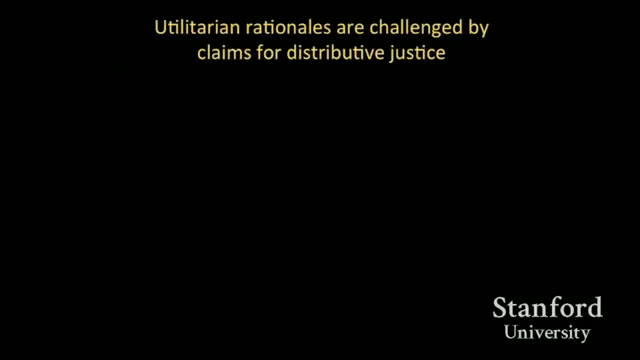 Utilitarian rationales are challenged by
claims for distributive justice
Stanford
University